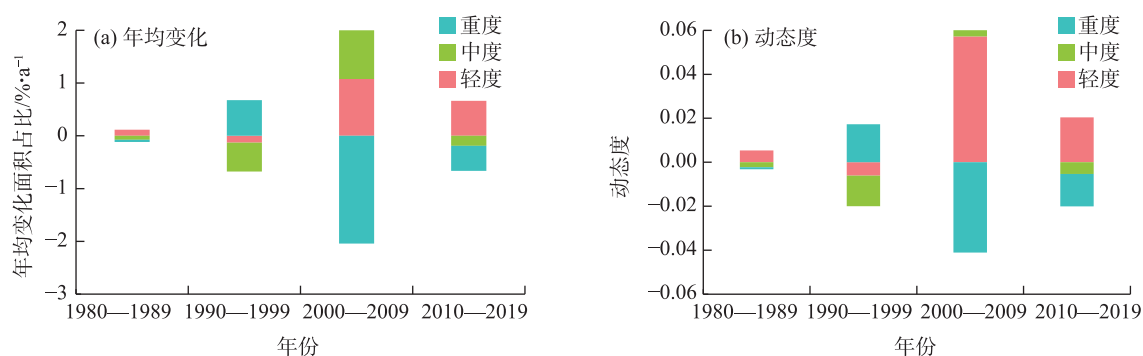 (a) 年均变化
重度
中度
轻度
2
1
0
−1
−2
−3
年均变化面积占比/%·a⁻¹
1980—1989 1990—1999 2000—2009 2010—2019
年份
(b) 动态度
重度
中度
轻度
0.06
0.04
0.02
0.00
−0.02
−0.04
−0.06
动态度
1980—1989 1990—1999 2000—2009 2010—2019
年份